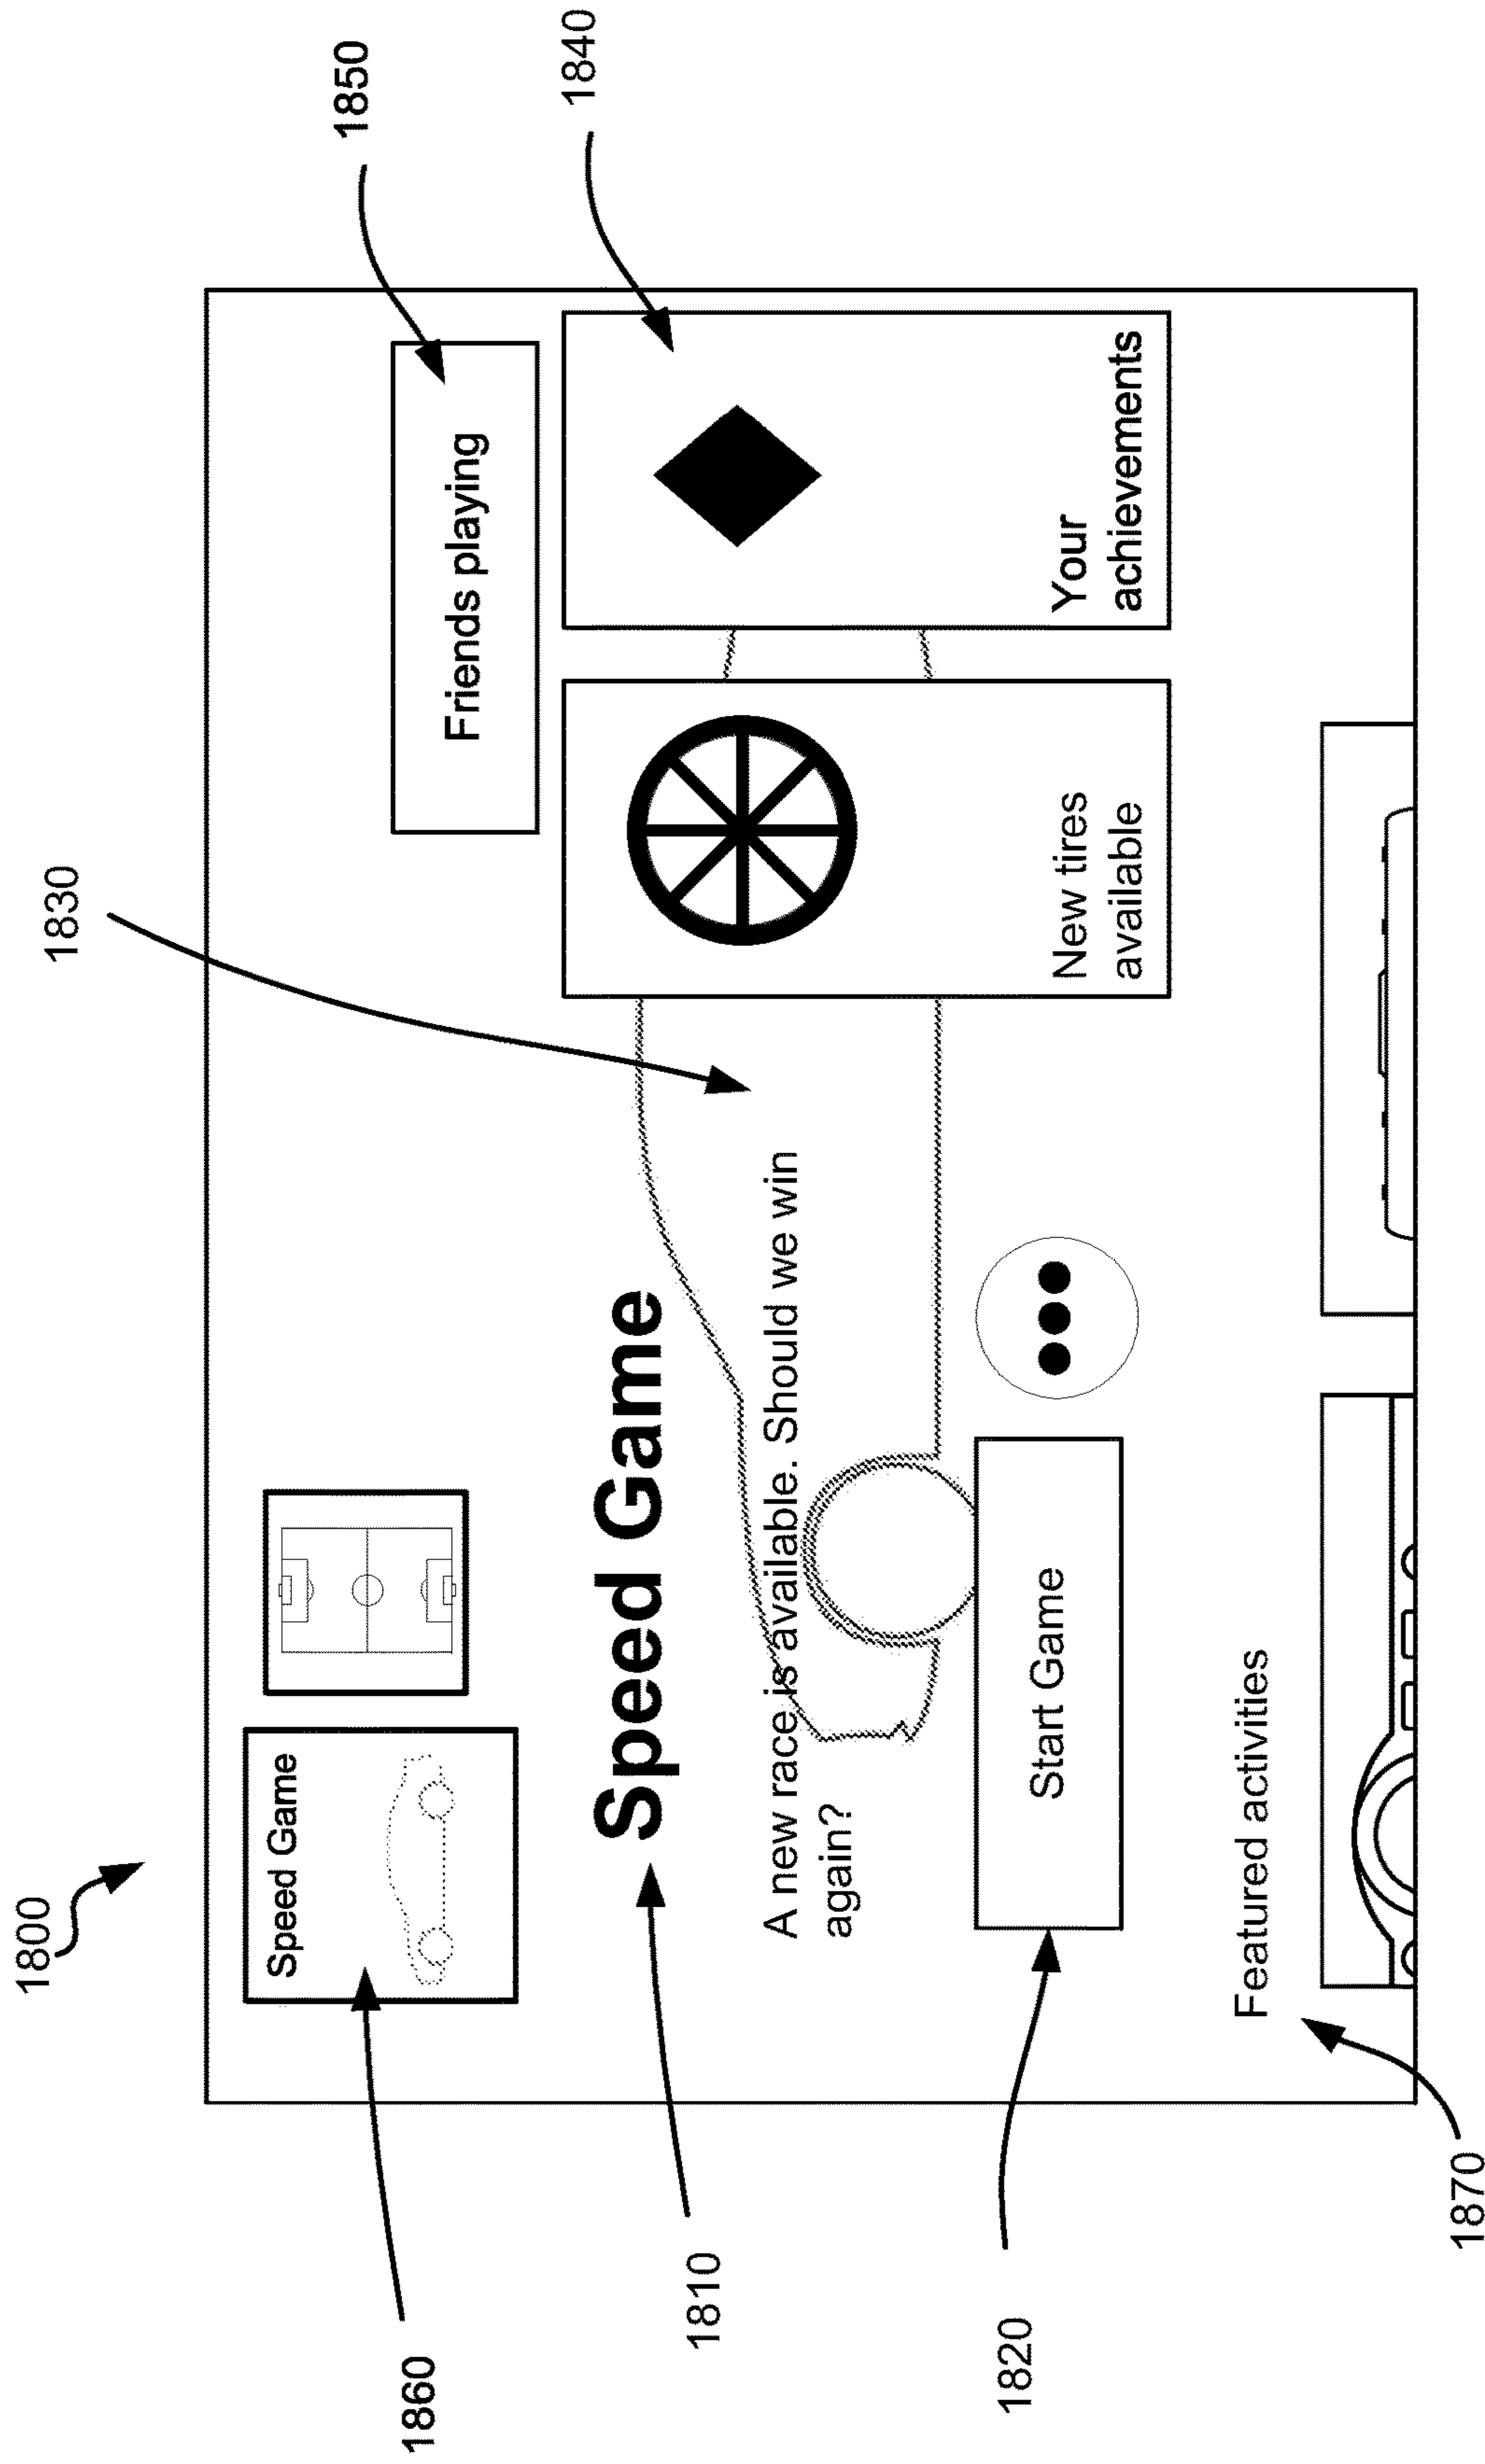 1800
1830
1850
1840
1860
Speed Game
Friends playing
1810
Speed Game
A new race is available. Should we win
again?
New tires
available
Your
achievements
1820
Start Game
Featured activities
1870